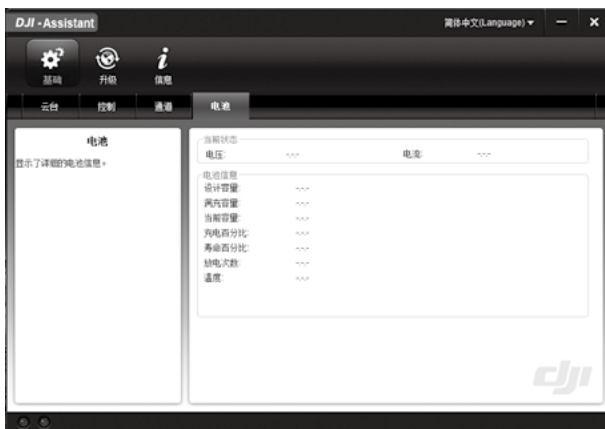 DJI - Assistant
简体中文(Language) ▾
基础 升级 信息
云台 控制 通道 电池
电池
显示了详细的电池信息。
当前状态
电压: -.-.- 电流: -.-.-
电池信息
设计容量: -.-.-
满充容量: -.-.-
当前容量: -.-.-
充电百分比: -.-.-
寿命百分比: -.-.-
放电次数: -.-.-
温度: -.-.-
dji